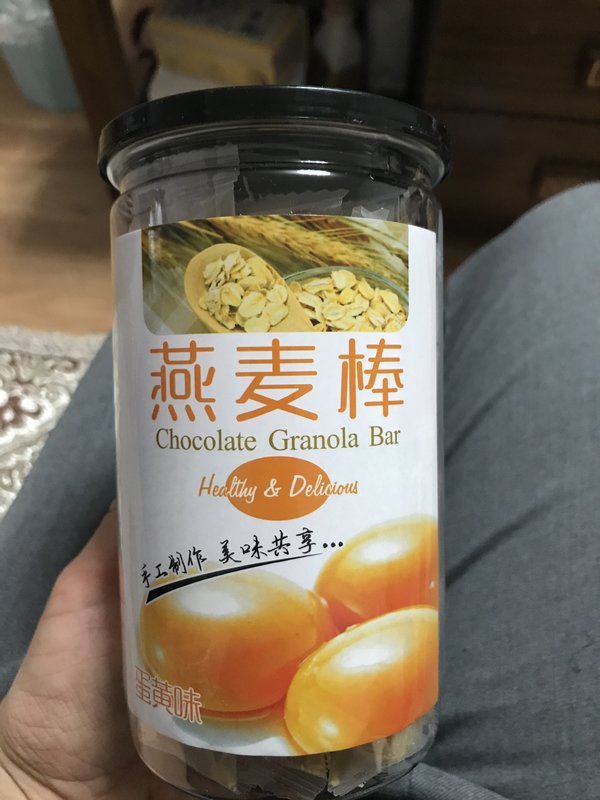 燕麦棒
Chocolate Granola Bar
Healthy & Delicious
手工制作 美味共享...
蛋黄味